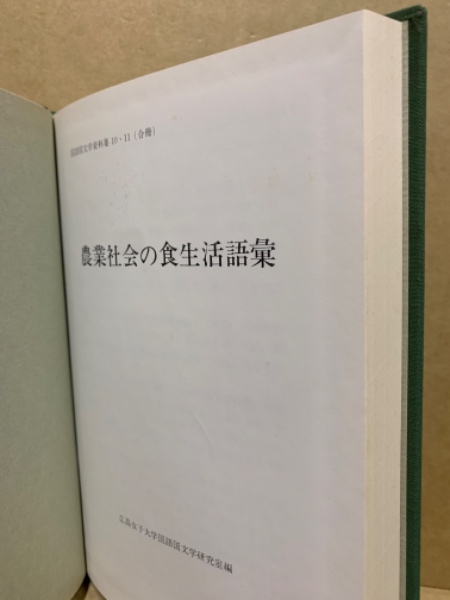 国語国文学資料集 10・11 (合冊)
農業社会の食生活語彙
広島女子大学国語国文学研究室編